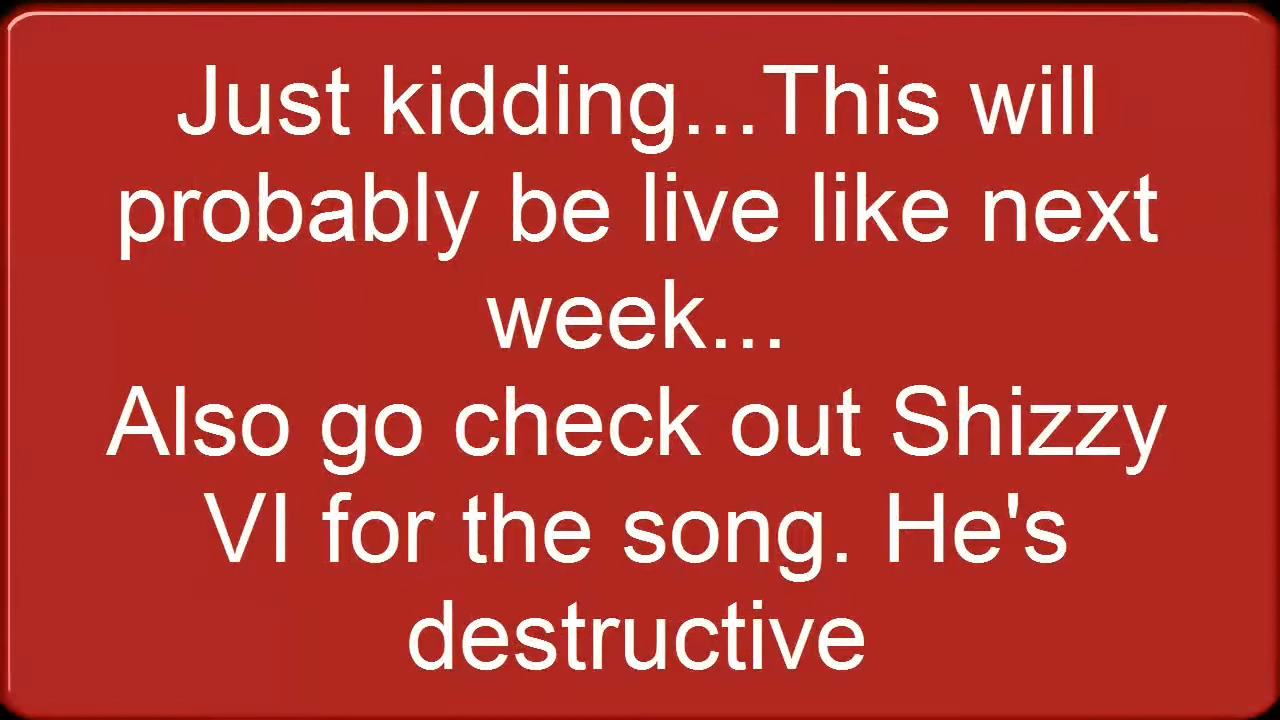 Just kidding...This will
probably be live like next
week...
Also go check out Shizzy
VI for the song. He's
destructive